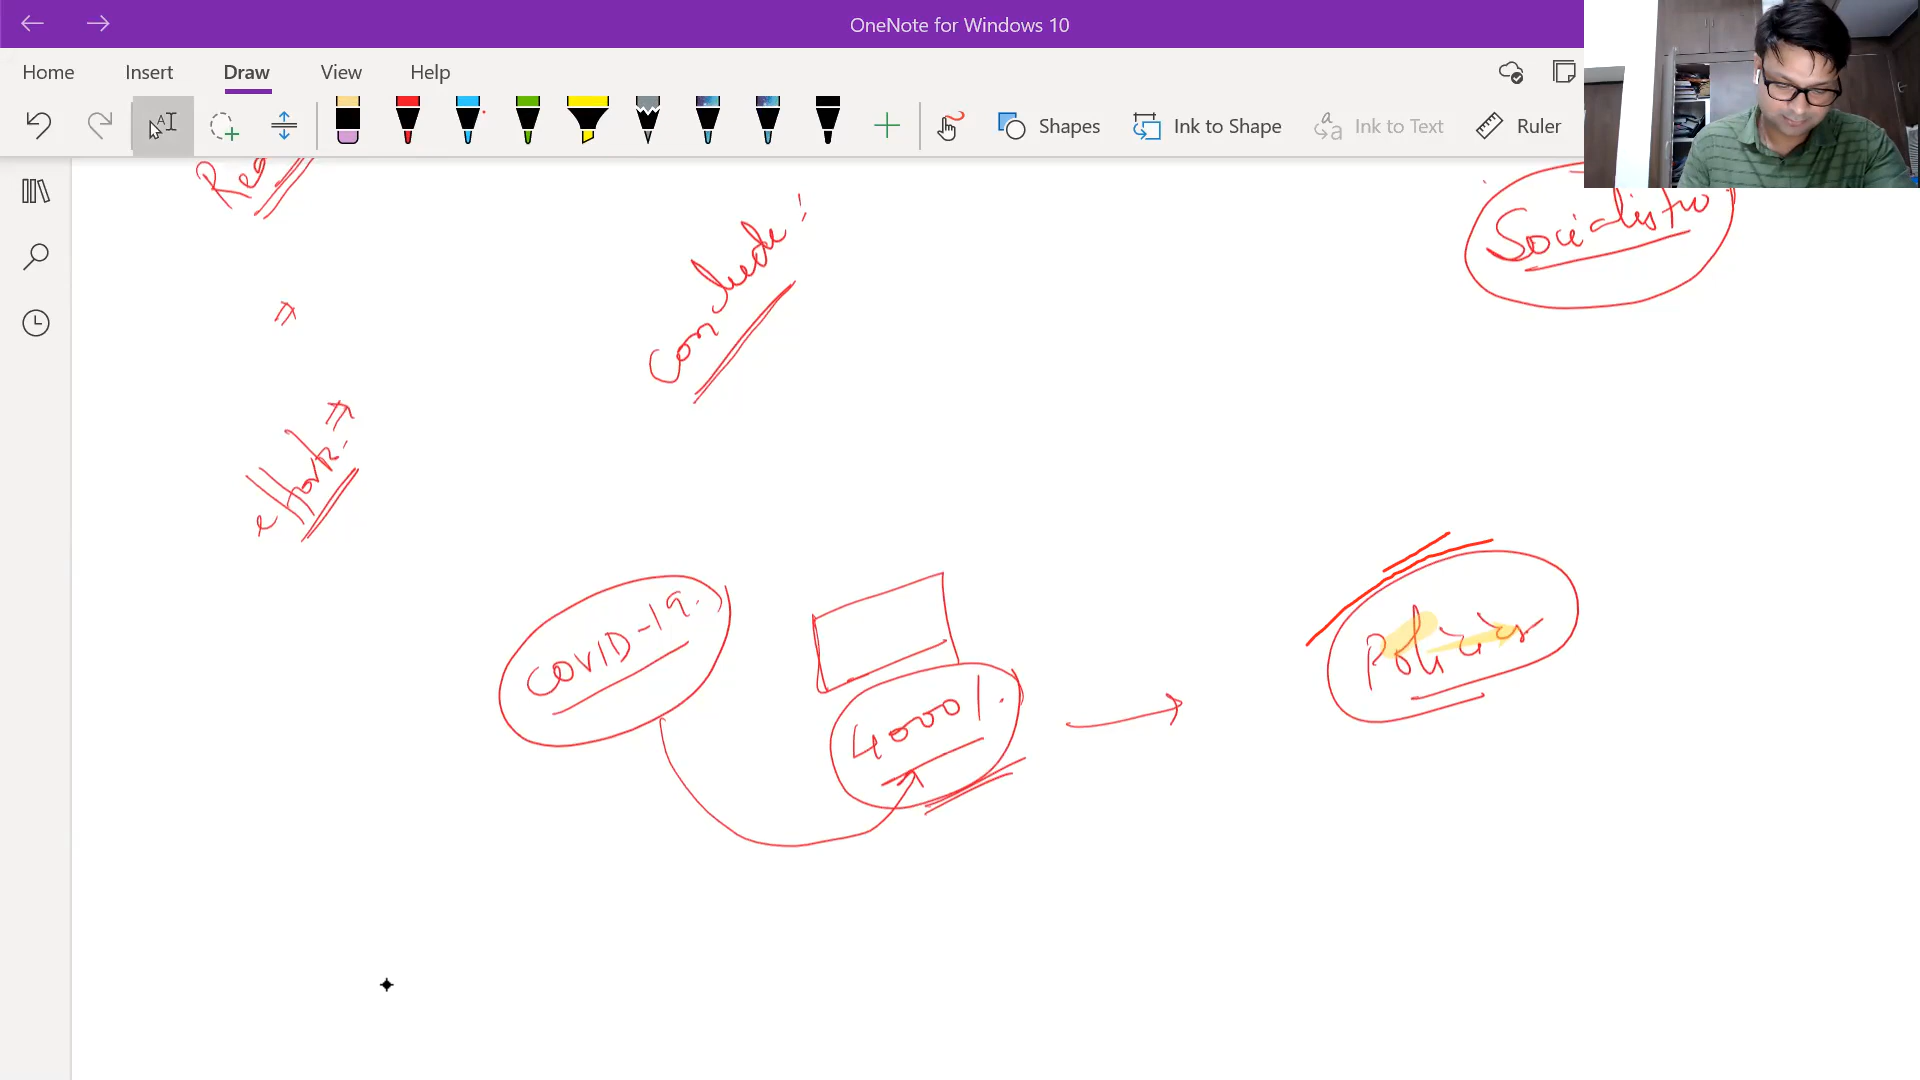 OneNote for Windows 10
Home Insert Draw View Help
Shapes Ink to Shape Ink to Text Ruler
Conclude:
effort
COVID-19.
4000/.
Policies